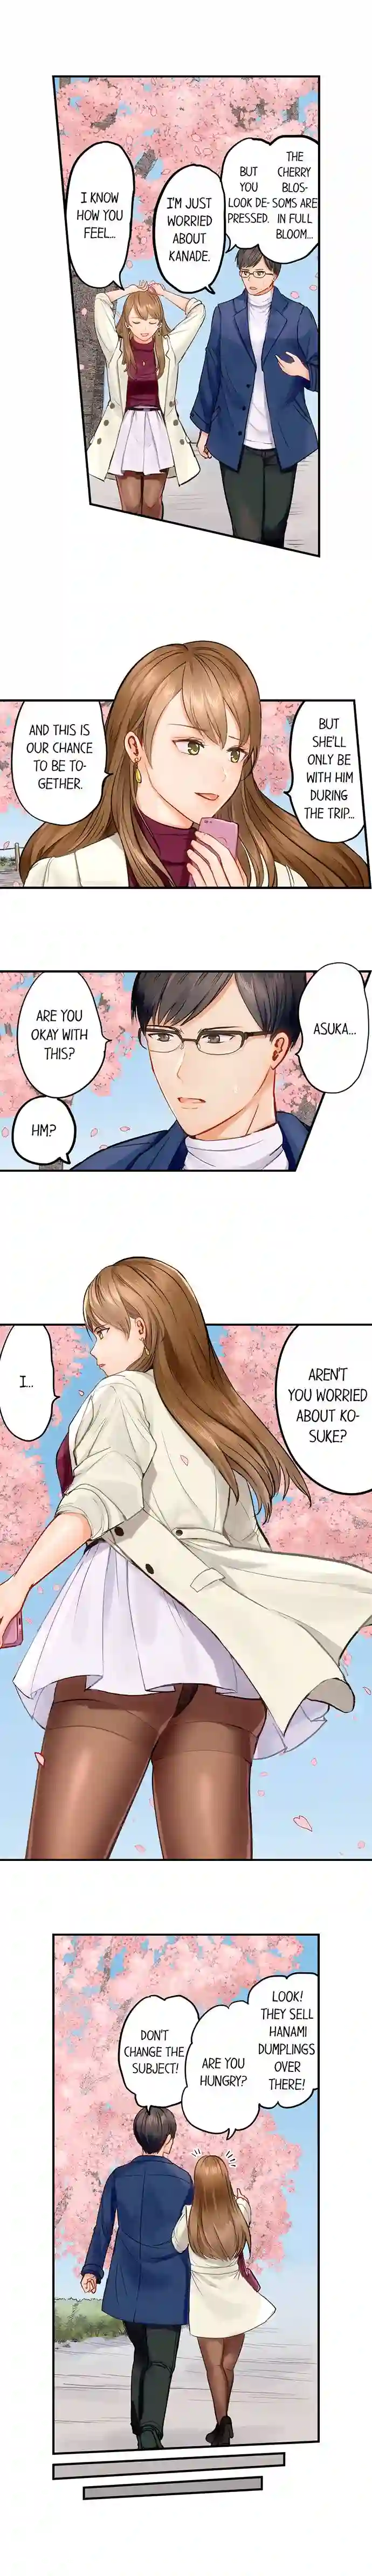 THE
CHERRY
BLOS-
SOMS ARE
IN FULL
BLOOM...
BUT
YOU
LOOK DE-
PRESSED.
I'M JUST
WORRIED
ABOUT
KANADE.
I KNOW
HOW YOU
FEEL...
BUT
SHE'LL
ONLY BE
WITH HIM
DURING
THE TRIP...
AND THIS IS
OUR CHANCE
TO BE TO-
GETHER.
ASUKA...
ARE YOU
OKAY WITH
THIS?
HM?
AREN'T
YOU WORRIED
ABOUT KO-
SUKE?
I...
LOOK!
THEY SELL
HANAMI
DUMPLINGS
OVER
THERE!
ARE YOU
HUNGRY?
DON'T
CHANGE THE
SUBJECT!